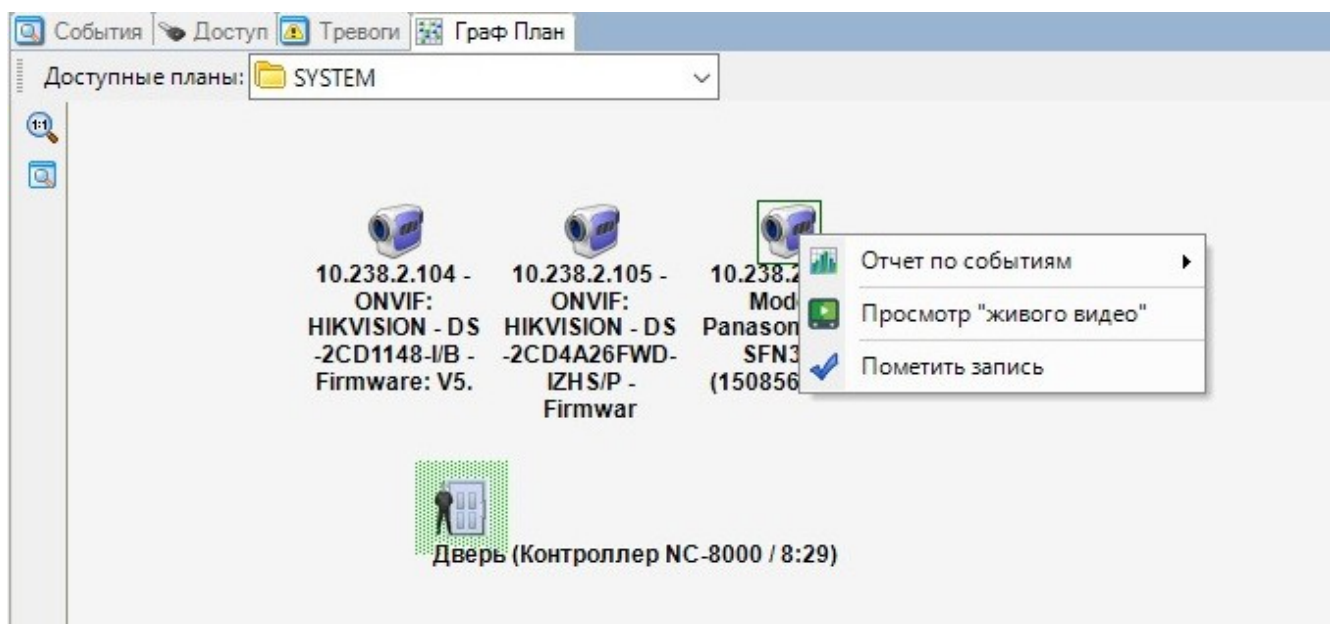 События Доступ Тревоги Граф План
Доступные планы: SYSTEM
1:1
10.238.2.104 -
ONVIF:
HIKVISION - DS
-2CD1148-I/B -
Firmware: V5.
10.238.2.105 -
ONVIF:
HIKVISION - DS
-2CD4A26FWD-
IZHS/P -
Firmwar
10.238.2
Mod
Panason
SFN3
(150856
Отчет по событиям
Просмотр "живого видео"
Пометить запись
Дверь (Контроллер NC-8000 / 8:29)